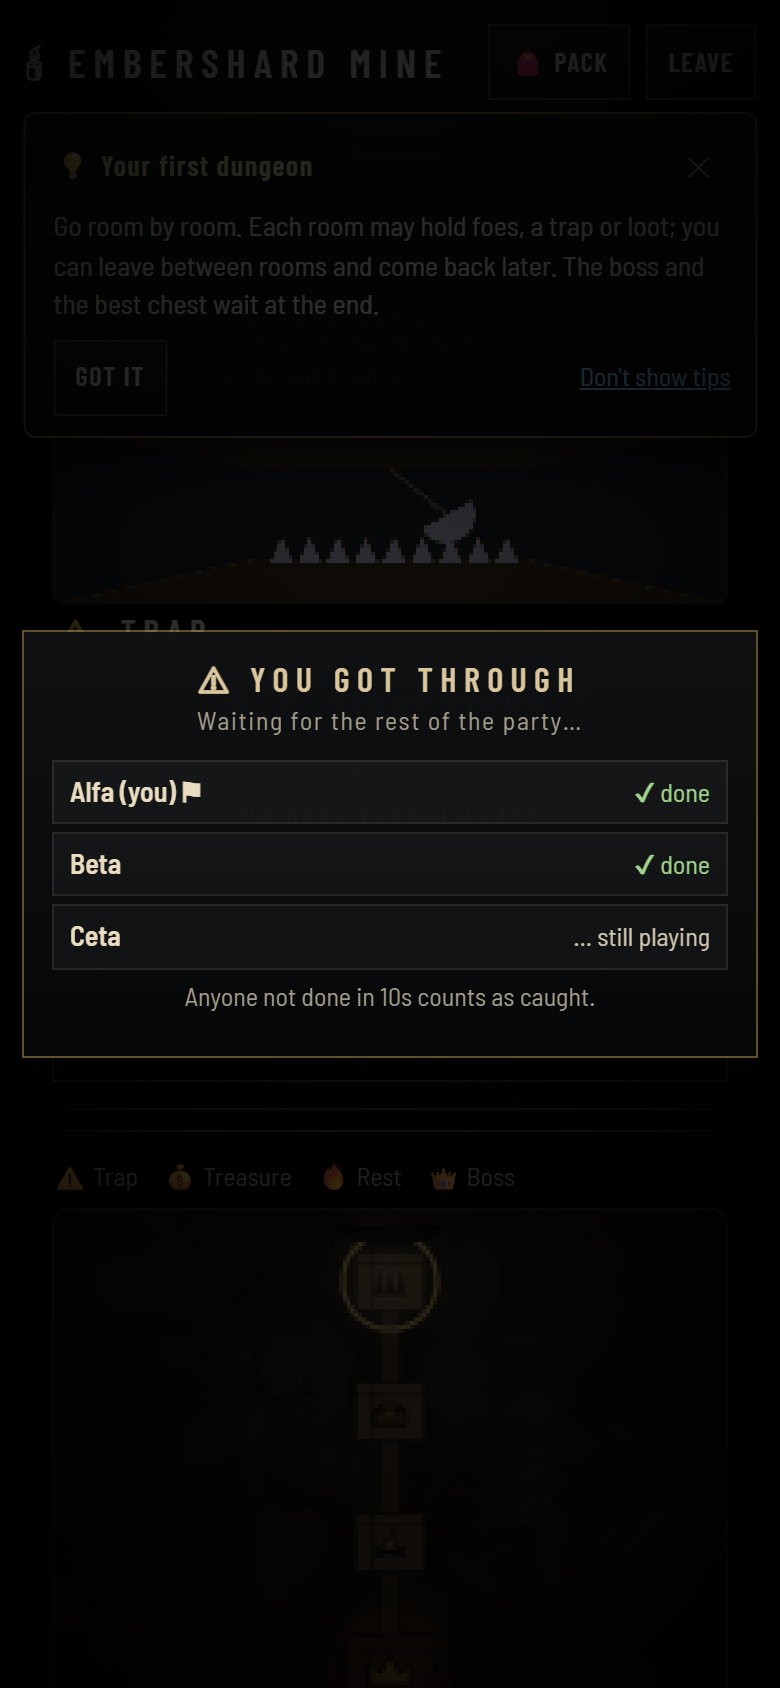 EMBERSHARD MINE
PACK
LEAVE
Your first dungeon
Go room by room. Each room may hold foes, a trap or loot; you
can leave between rooms and come back later. The boss and
the best chest wait at the end.
GOT IT
Don't show tips
TRAP
YOU GOT THROUGH
Waiting for the rest of the party...
Alfa (you)
✓ done
Beta
✓ done
Ceta
... still playing
Anyone not done in 10s counts as caught.
Trap
Treasure
Rest
Boss